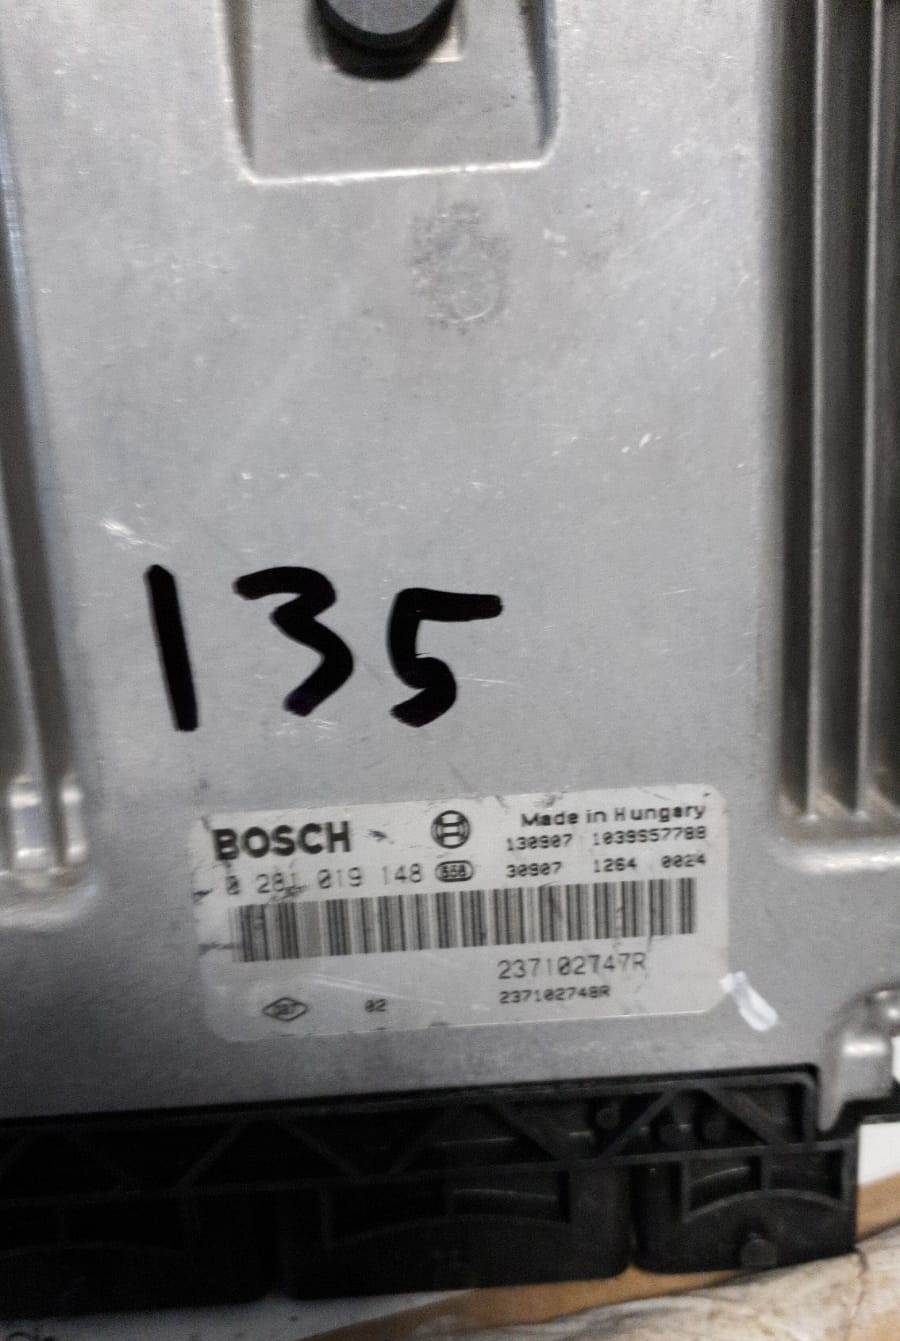 135
BOSCH
Made in Hungary
130907 1039S57788
0 281 019 148
30907 1264 0024
237102747R
02
237102748R